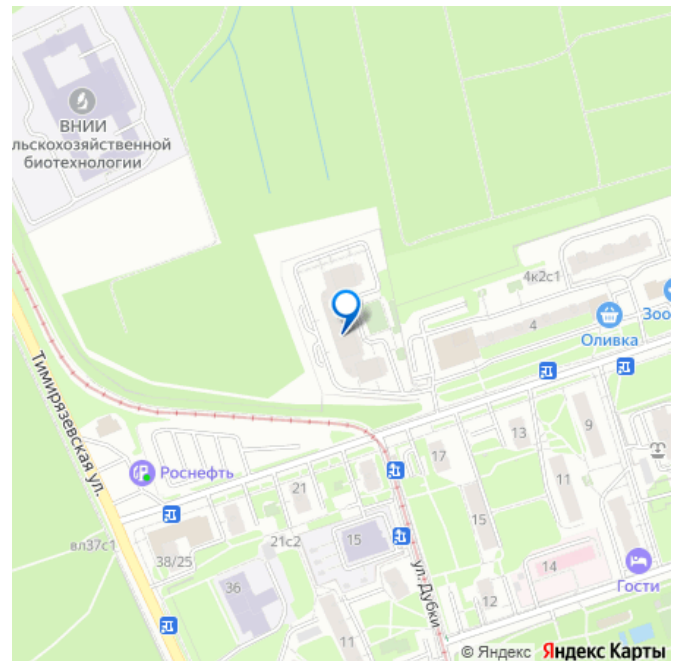 ВНИИ
льскохозяйственной
биотехнологии
4к2с1
Зоо
4
Оливка
Тимирязевская ул.
9
13
17
Роснефть
11
21
15
вл37с1
21с2
15
38/25
14
36
ул. Дубки
Гости
12
11
© Яндекс Яндекс Карты